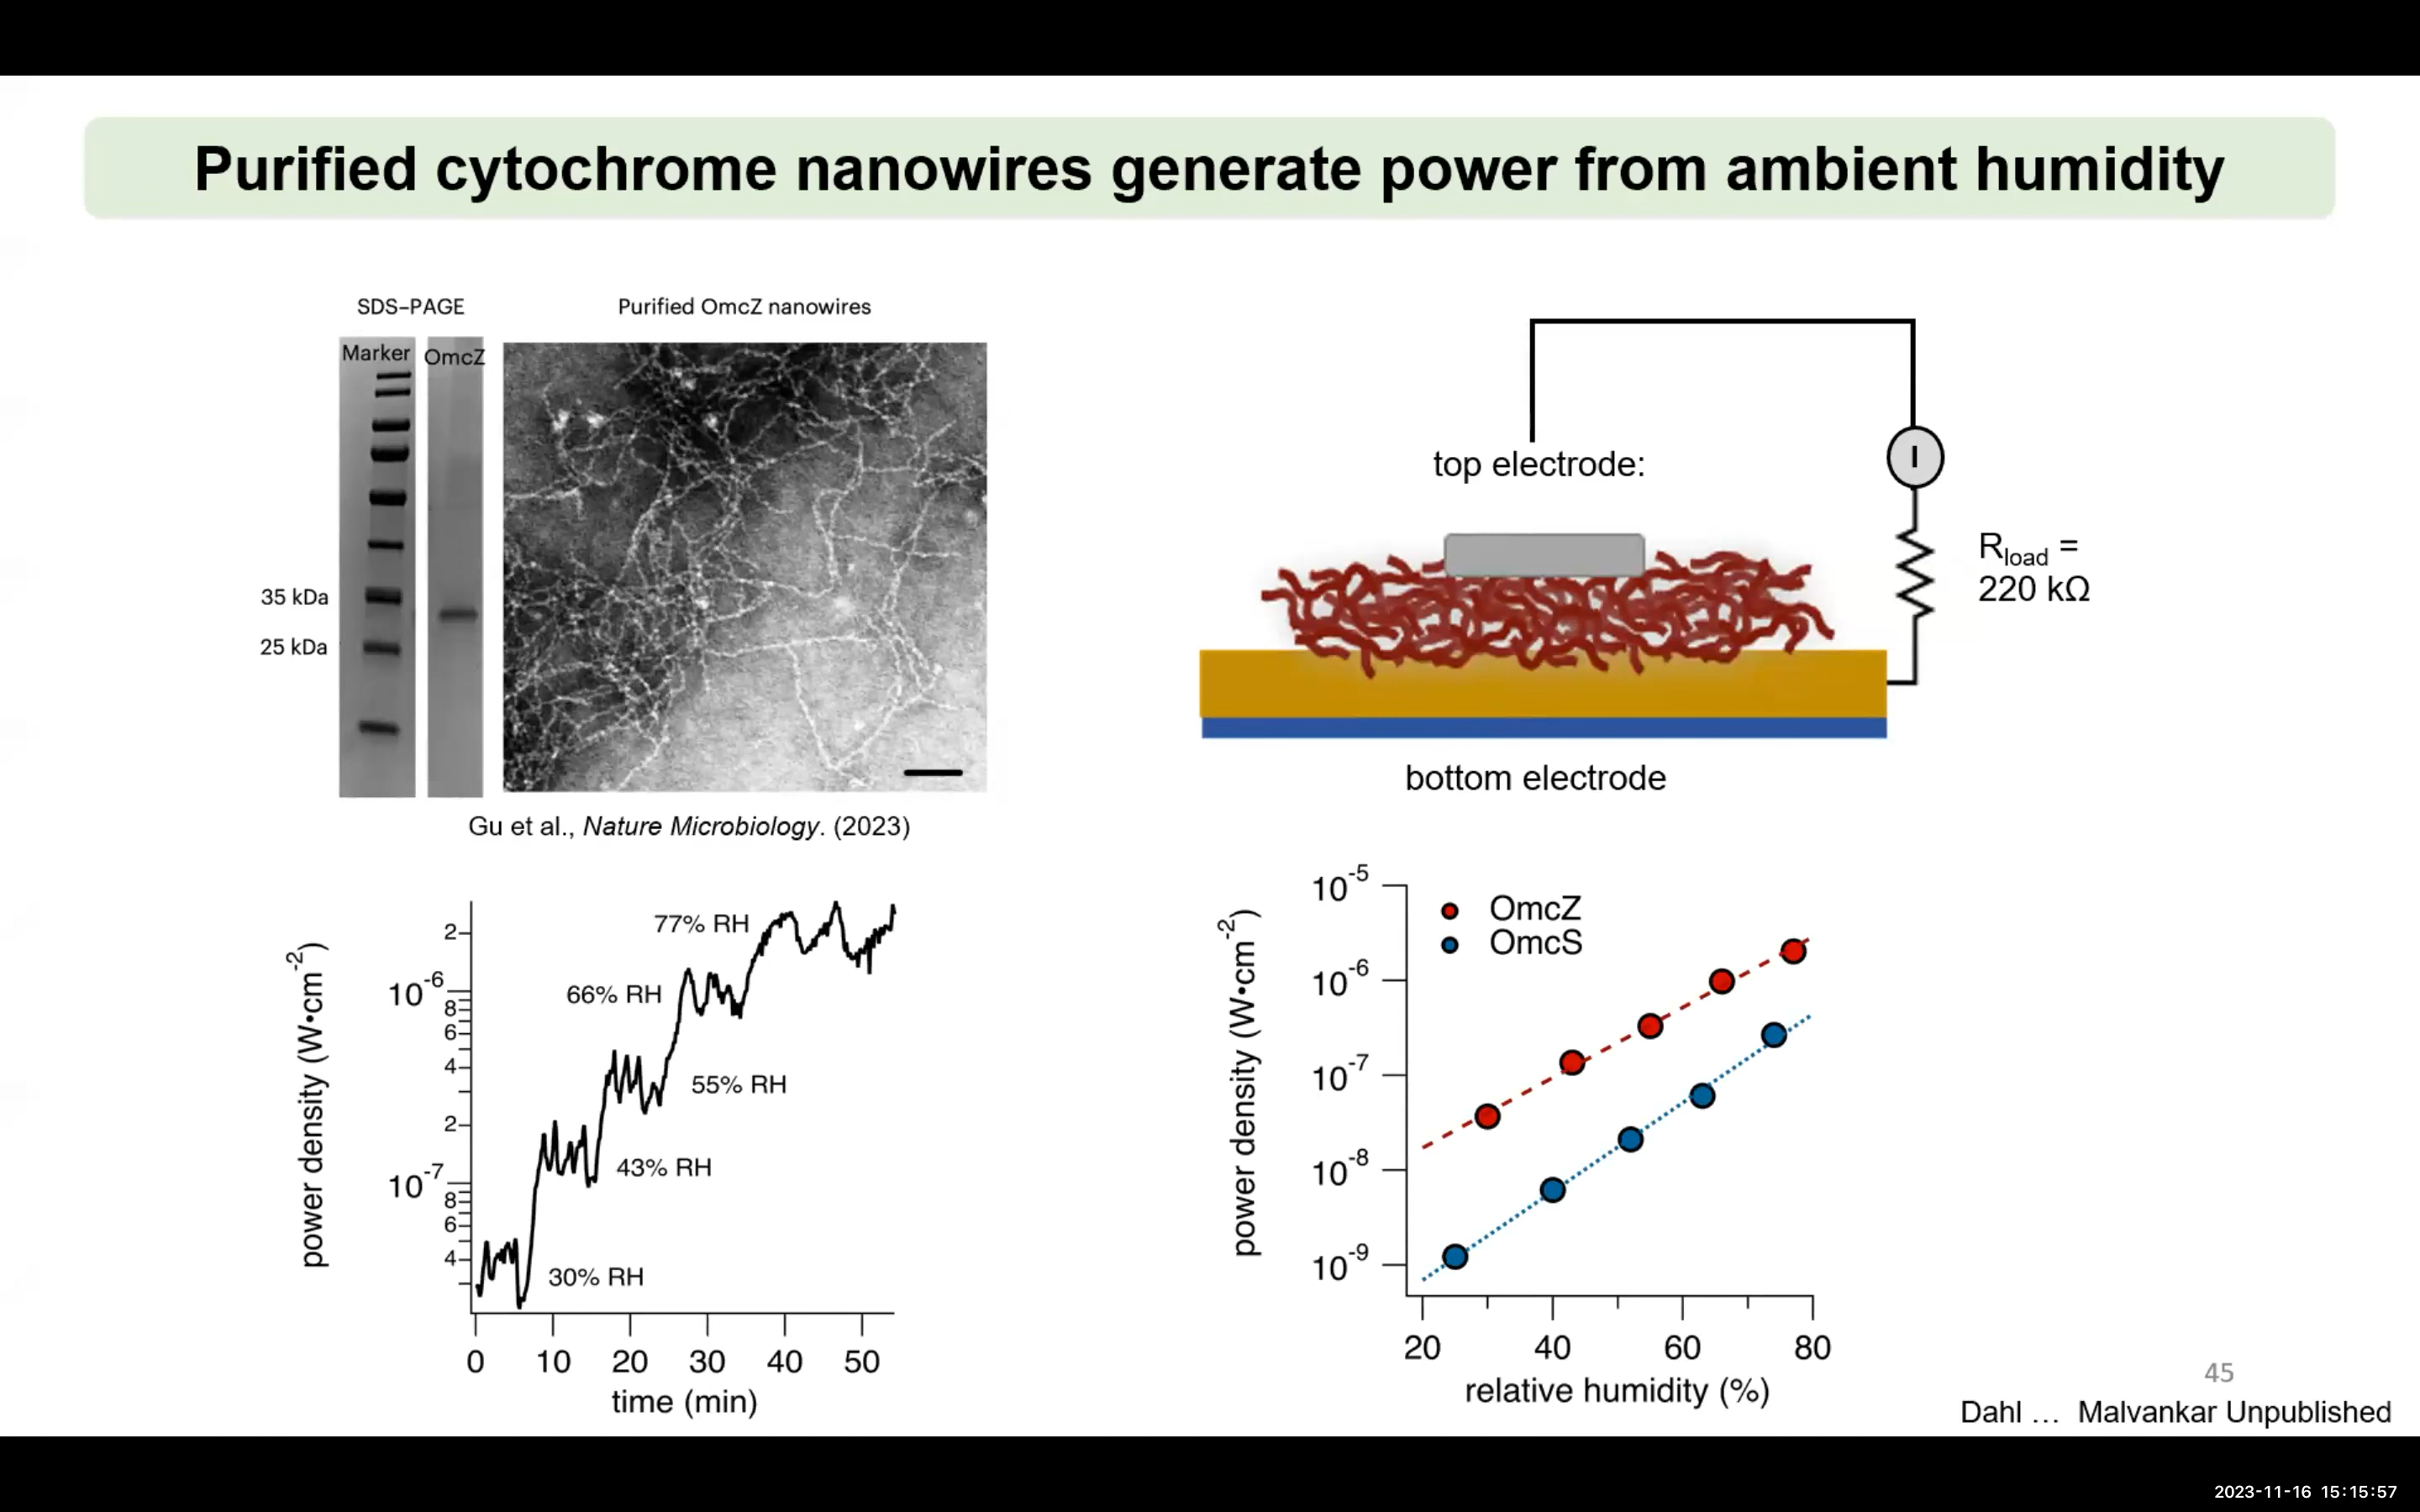 Purified cytochrome nanowires generate power from ambient humidity
SDS–PAGE
Purified OmcZ nanowires
Marker
OmcZ
35 kDa
25 kDa
Gu et al., Nature Microbiology. (2023)
top electrode:
I
R_load =
220 kΩ
bottom electrode
power density (W•cm^-2)
2
10^-6
8
6
4
2
10^-7
8
6
4
77% RH
66% RH
55% RH
43% RH
30% RH
0 10 20 30 40 50
time (min)
power density (W•cm^-2)
10^-5
10^-6
10^-7
10^-8
10^-9
OmcZ
OmcS
20 40 60 80
relative humidity (%)
45
Dahl … Malvankar Unpublished
2023-11-16 15:15:57